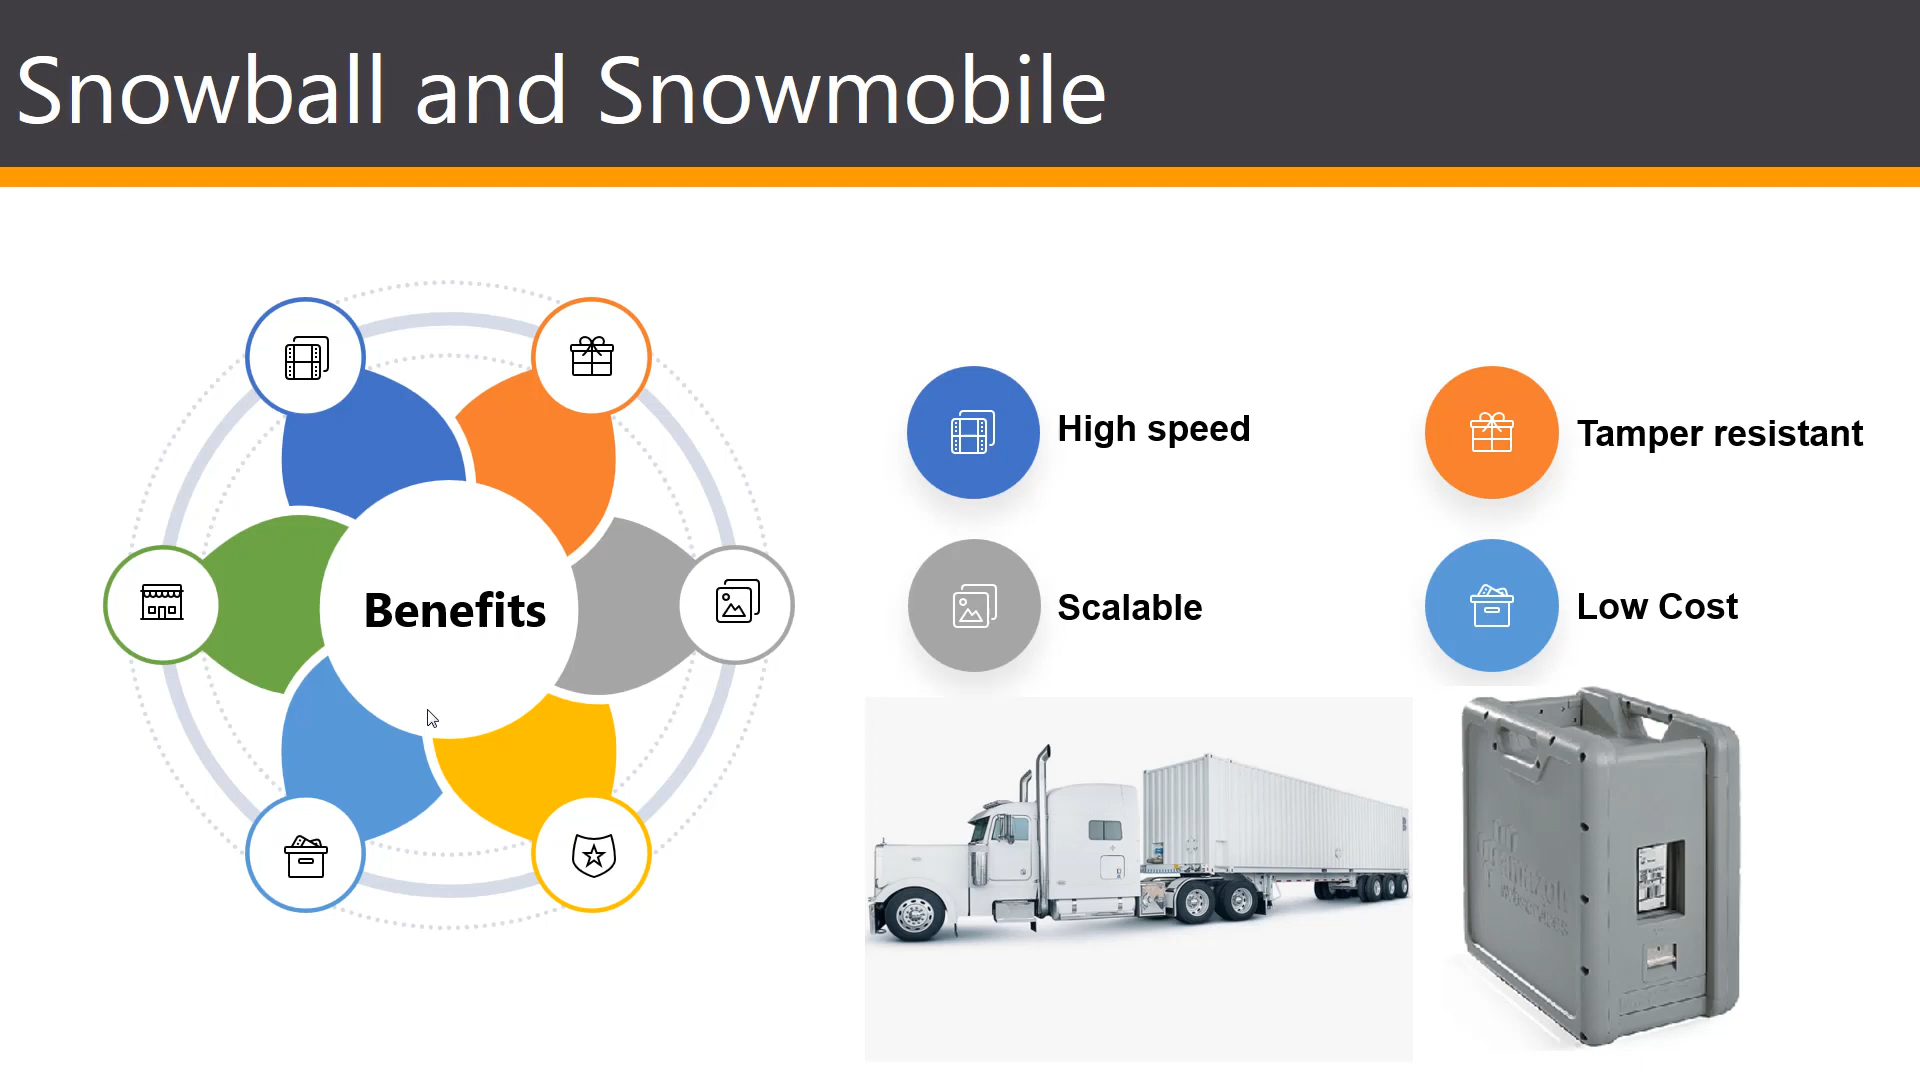 Snowball and Snowmobile
Benefits
High speed
Tamper resistant
Scalable
Low Cost